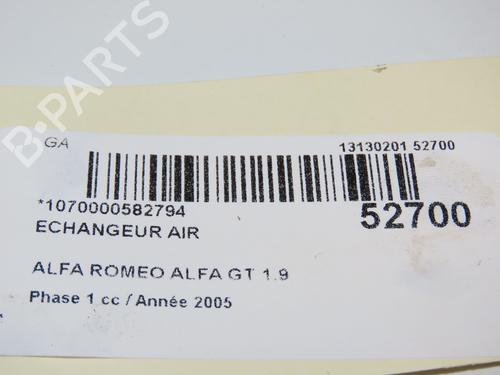 B-PARTS
GA
13130201 52700
*1070000582794
52700
ECHANGEUR AIR
ALFA ROMEO ALFA GT 1.9
Phase 1 cc / Année 2005